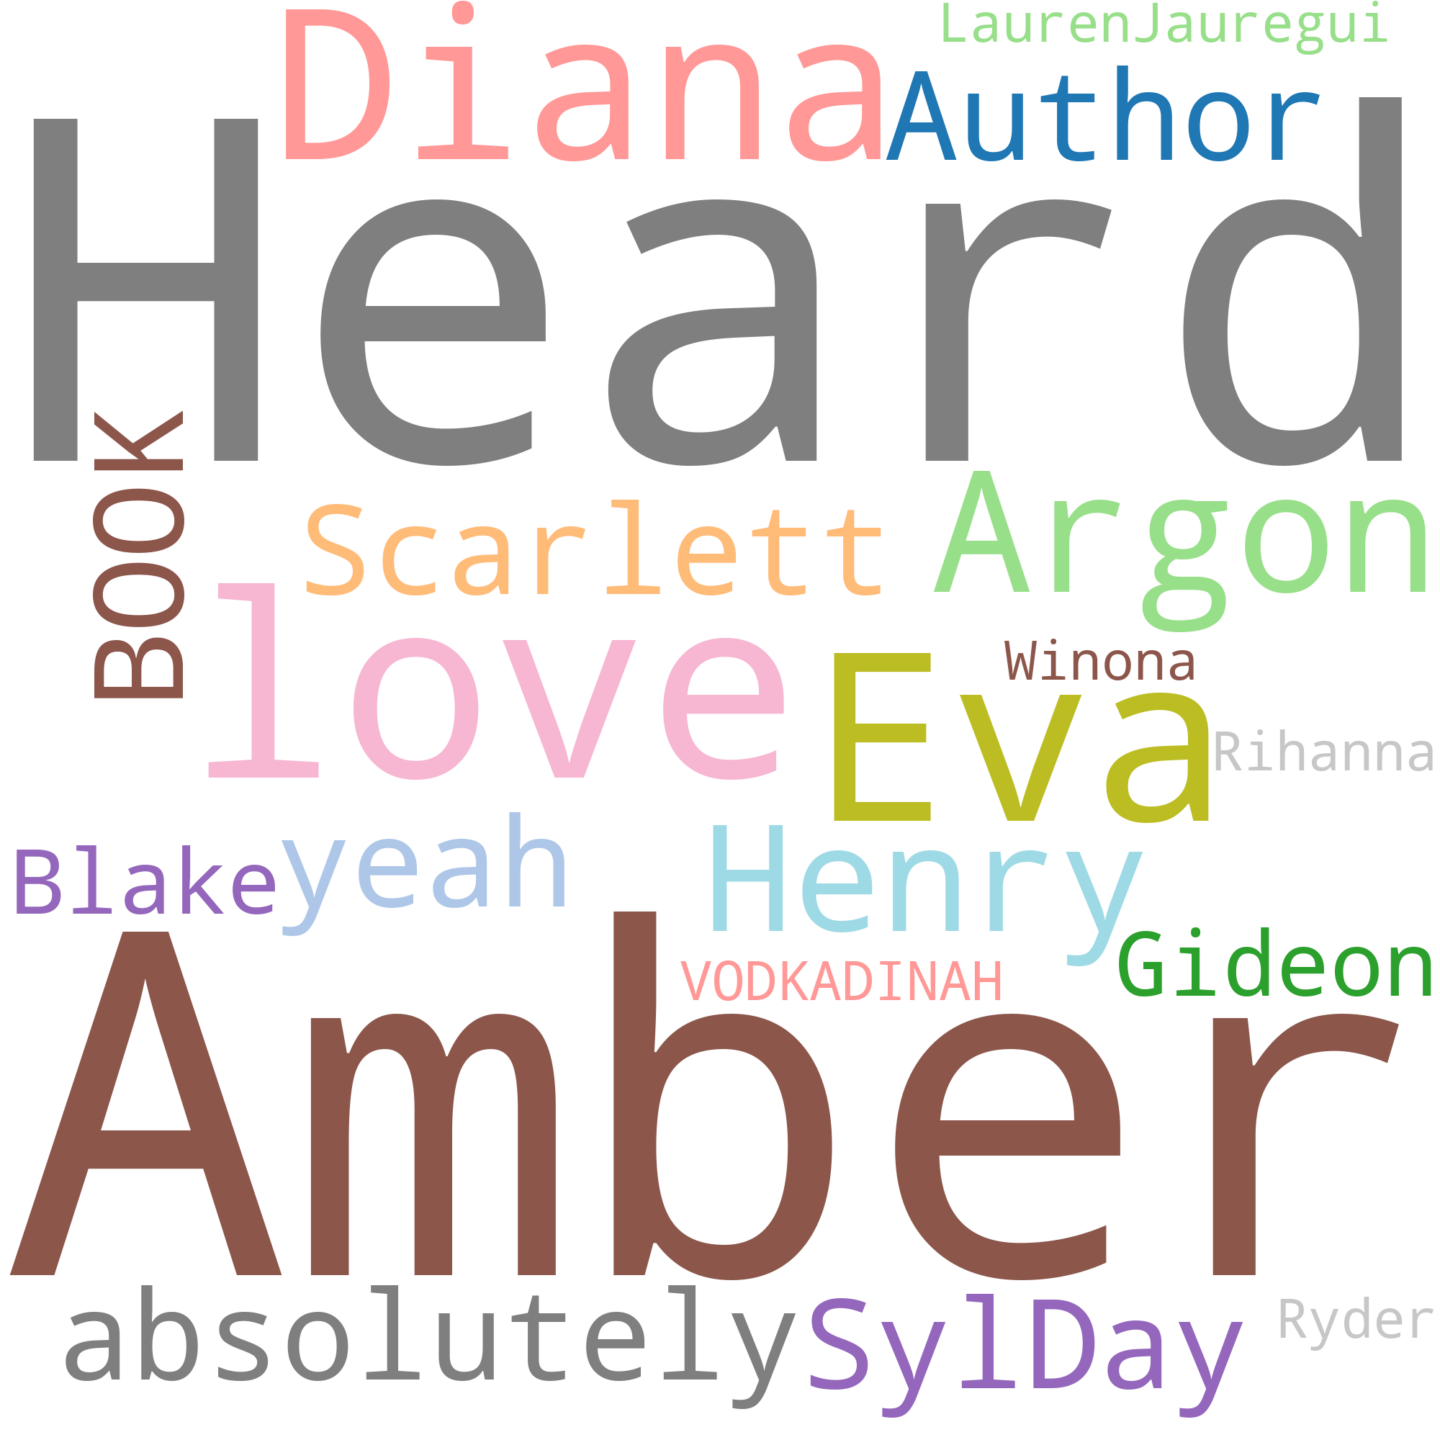 LaurenJauregui
Diana
Author
Heard
BOOK
Scarlett
Argon
love
Winona
Eva
Rihanna
Blake
yeah
Henry
Gideon
VODKADINAH
Amber
absolutely
SylDay
Ryder